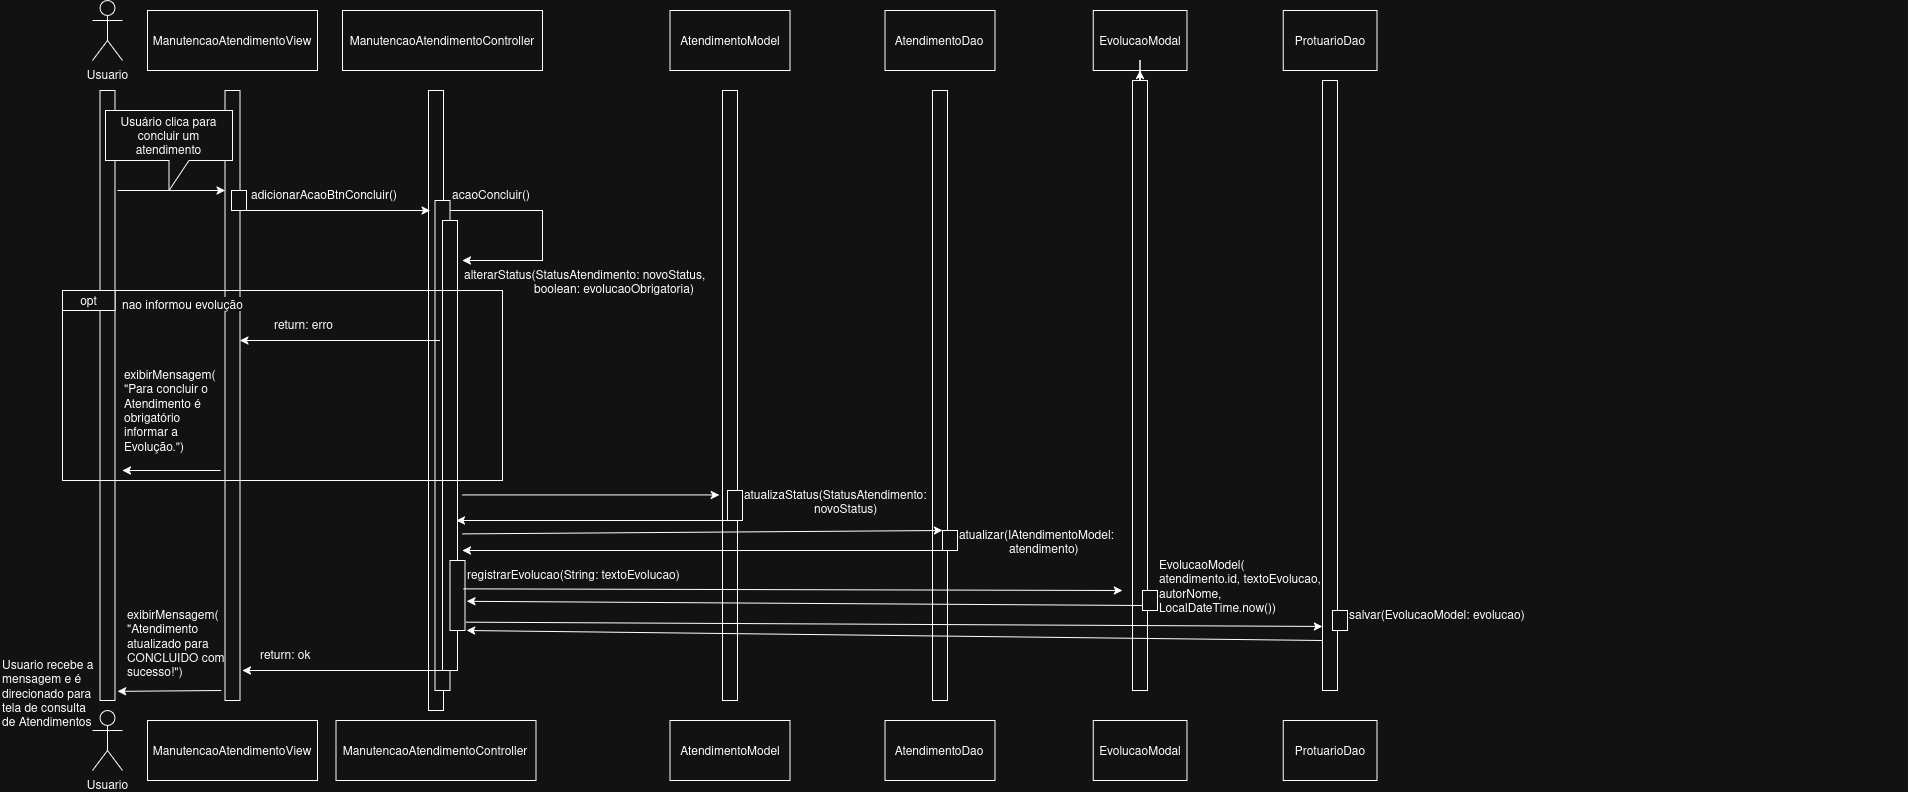 Usuario
ManutencaoAtendimentoView
ManutencaoAtendimentoController
AtendimentoModel
AtendimentoDao
EvolucaoModal
ProtuarioDao
Usuário clica para
concluir um
atendimento
adicionarAcaoBtnConcluir()
acaoConcluir()
alterarStatus(StatusAtendimento: novoStatus,
boolean: evolucaoObrigatoria)
opt
nao informou evolução
return: erro
exibirMensagem(
"Para concluir o
Atendimento é
obrigatório
informar a
Evolução.")
atualizaStatus(StatusAtendimento:
novoStatus)
atualizar(IAtendimentoModel:
atendimento)
registrarEvolucao(String: textoEvolucao)
EvolucaoModel(
atendimento.id, textoEvolucao,
autorNome,
LocalDateTime.now())
salvar(EvolucaoModel: evolucao)
exibirMensagem(
"Atendimento
atualizado para
CONCLUIDO com
sucesso!")
return: ok
Usuario recebe a
mensagem e é
direcionado para
tela de consulta
de Atendimentos
Usuario
ManutencaoAtendimentoView
ManutencaoAtendimentoController
AtendimentoModel
AtendimentoDao
EvolucaoModal
ProtuarioDao